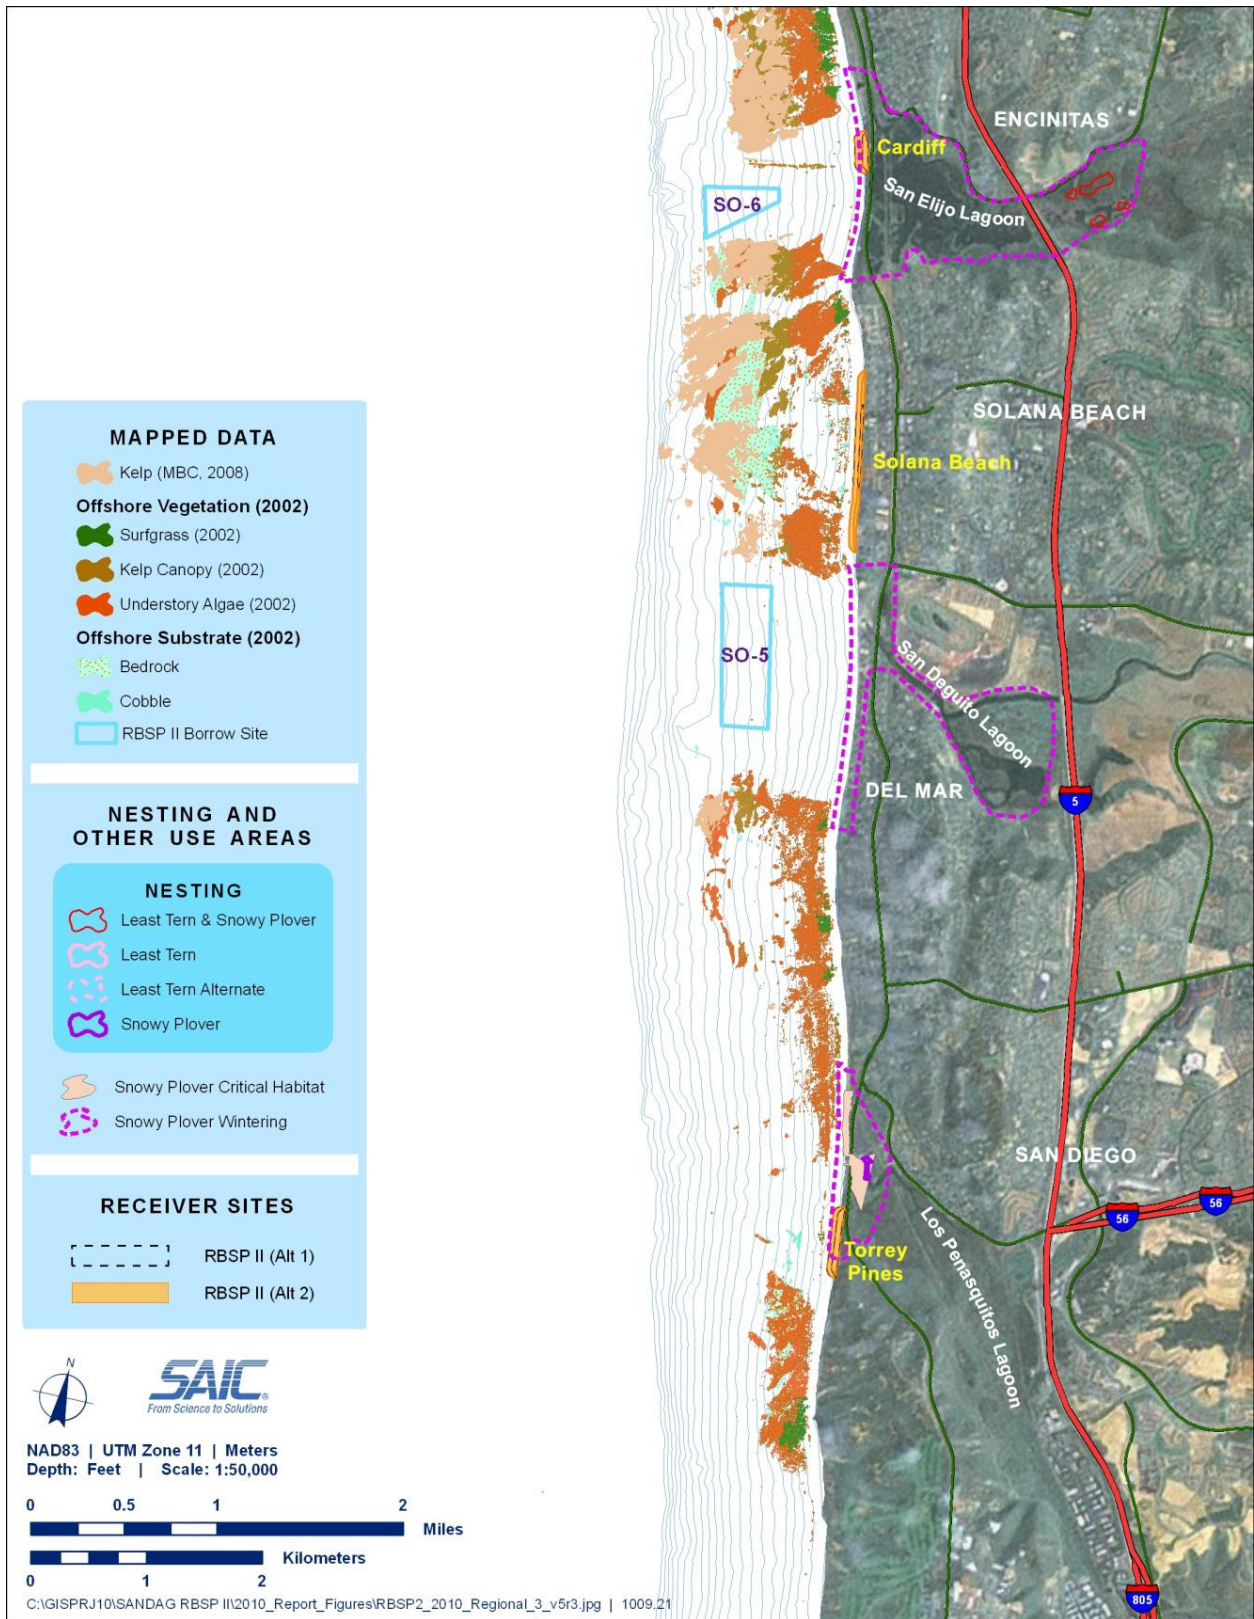 MAPPED DATA
Kelp (MBC, 2008)
Offshore Vegetation (2002)
Surfgrass (2002)
Kelp Canopy (2002)
Understory Algae (2002)
Offshore Substrate (2002)
Bedrock
Cobble
RBSP II Borrow Site
NESTING AND
OTHER USE AREAS
NESTING
Least Tern & Snowy Plover
Least Tern
Least Tern Alternate
Snowy Plover
Snowy Plover Critical Habitat
Snowy Plover Wintering
RECEIVER SITES
RBSP II (Alt 1)
RBSP II (Alt 2)
N
SAIC®
From Science to Solutions
NAD83 | UTM Zone 11 | Meters
Depth: Feet | Scale: 1:50,000
0 0.5 1 2
Miles
Kilometers
0 1 2
C:\GISPRJ10\SANDAG RBSP II\2010_Report_Figures\RBSP2_2010_Regional_3_v5r3.jpg | 1009.21
ENCINITAS
Cardiff
San Elijo Lagoon
SO-6
SOLANA BEACH
Solana Beach
SO-5
San Deguito Lagoon
DEL MAR
5
SAN DIEGO
56
56
Torrey
Pines
Los Penasquitos Lagoon
805